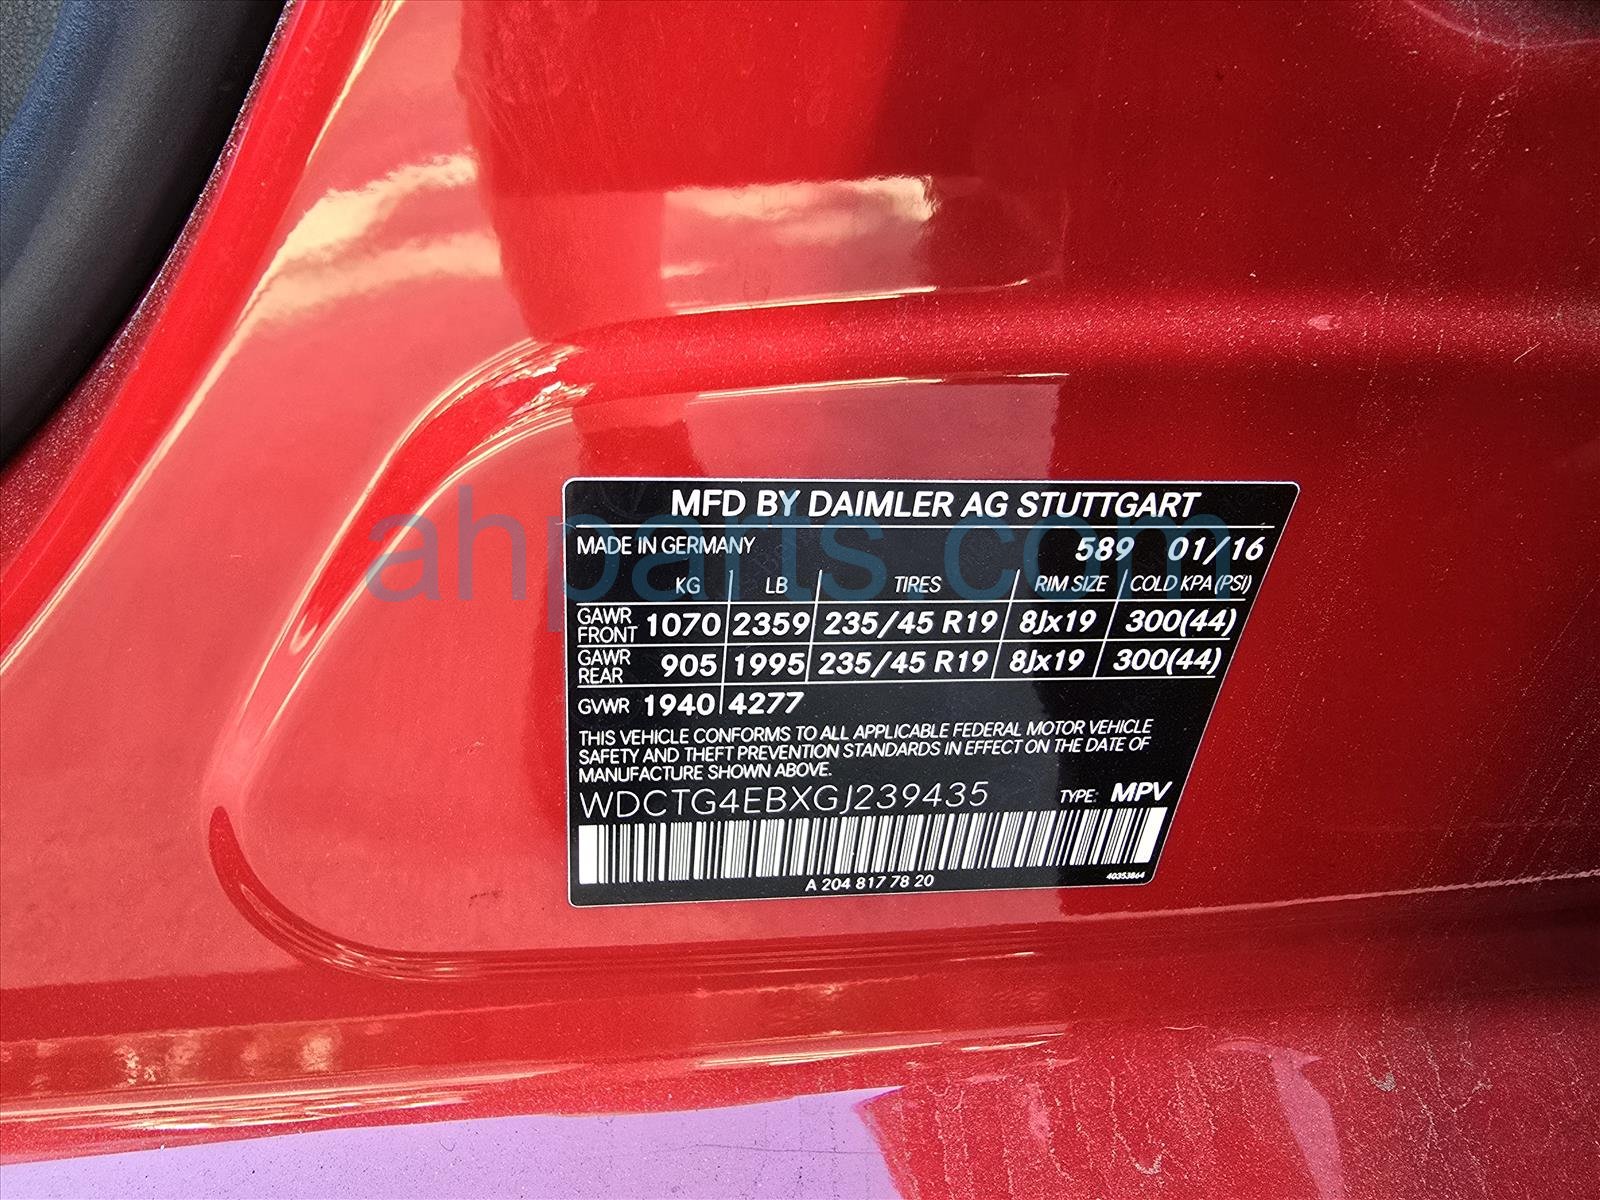 MFD BY DAIMLER AG STUTTGART
MADE IN GERMANY 589 01/16
KG LB TIRES RIM SIZE COLD KPA (PSI)
GAWR FRONT 1070 2359 235/45 R19 8Jx19 300(44)
GAWR REAR 905 1995 235/45 R19 8Jx19 300(44)
GVWR 1940 4277
THIS VEHICLE CONFORMS TO ALL APPLICABLE FEDERAL MOTOR VEHICLE
SAFETY AND THEFT PREVENTION STANDARDS IN EFFECT ON THE DATE OF
MANUFACTURE SHOWN ABOVE.
WDCTG4EBXGJ239435 TYPE: MPV
A 204 817 78 20 40353864
ahparts.com